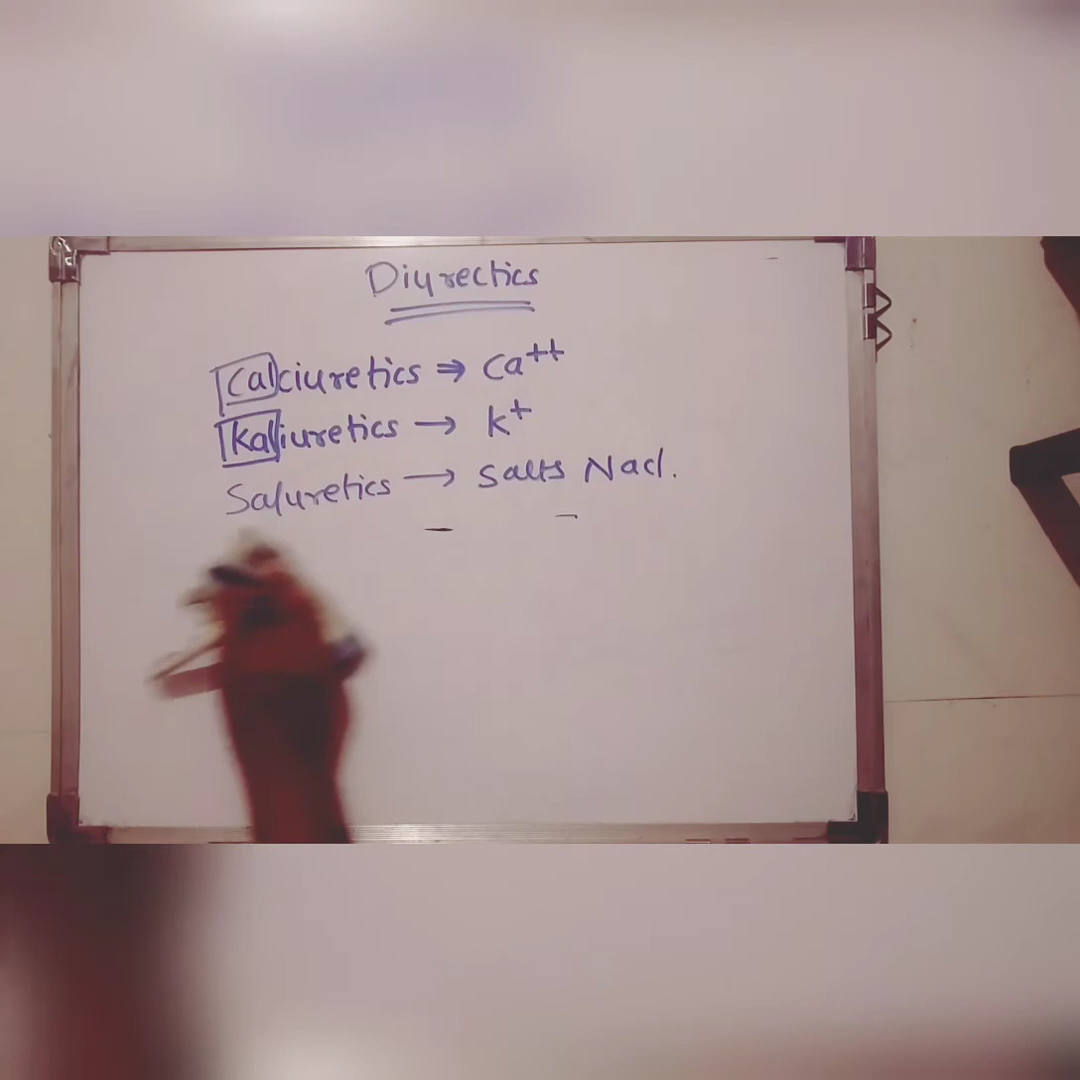 Diyrectics
Calciuretics ⇒ Ca⁺⁺
Kaliuretics → K⁺
Saluretics → Salts Nacl.